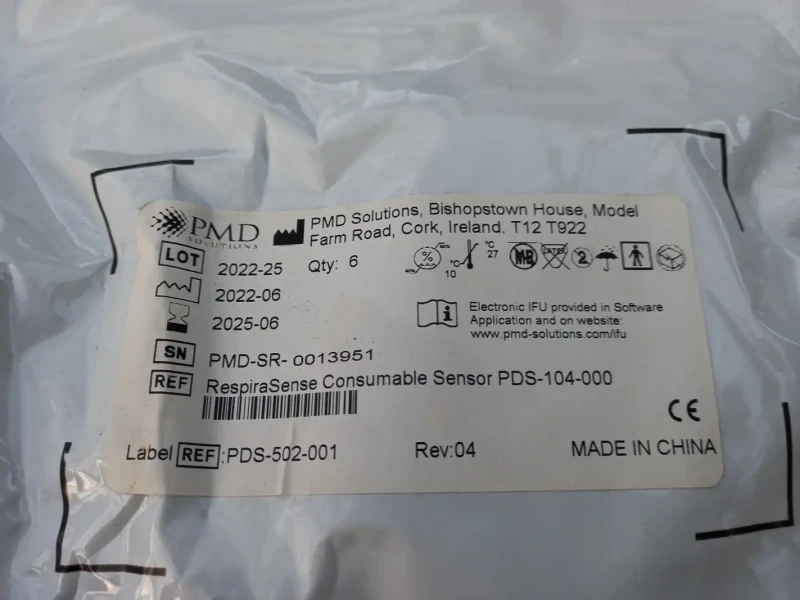 PMD
SOLUTIONS
PMD Solutions, Bishopstown House, Model
Farm Road, Cork, Ireland. T12 T922
LOT 2022-25 Qty: 6
% °C 10 °C 27 MR LATEX 2
2022-06
2025-06
i Electronic IFU provided in Software
Application and on website:
www.pmd-solutions.com/ifu
SN PMD-SR- 0013951
REF RespiraSense Consumable Sensor PDS-104-000
CE
Label REF:PDS-502-001 Rev:04 MADE IN CHINA